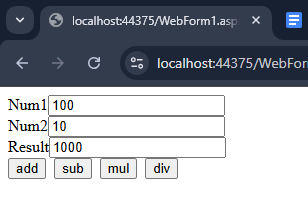 localhost:44375/WebForm1.asp
localhost:44375/WebForm
Num1 100
Num2 10
Result 1000
add sub mul div